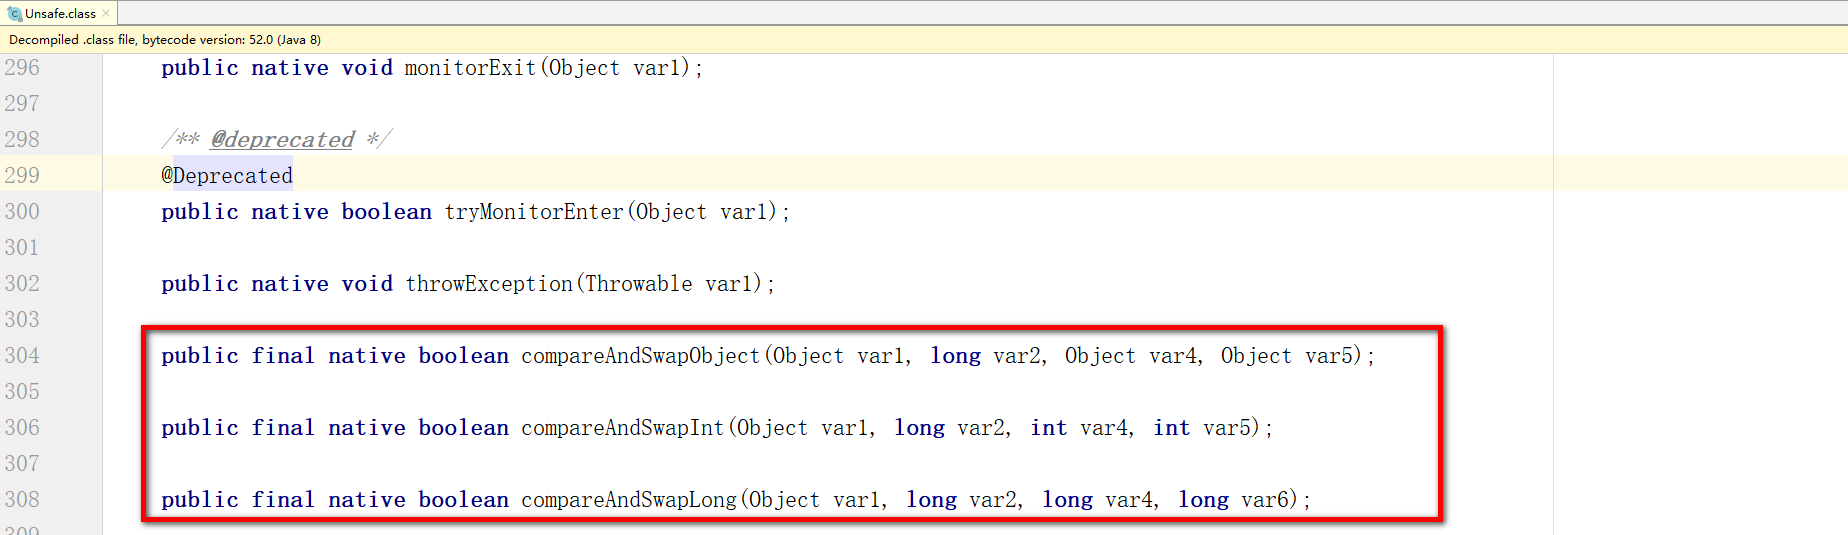 Unsafe.class
Decompiled .class file, bytecode version: 52.0 (Java 8)
296 public native void monitorExit(Object var1);
297
298 /** @deprecated */
299 @Deprecated
300 public native boolean tryMonitorEnter(Object var1);
301
302 public native void throwException(Throwable var1);
303
304 public final native boolean compareAndSwapObject(Object var1, long var2, Object var4, Object var5);
305
306 public final native boolean compareAndSwapInt(Object var1, long var2, int var4, int var5);
307
308 public final native boolean compareAndSwapLong(Object var1, long var2, long var4, long var6);
309